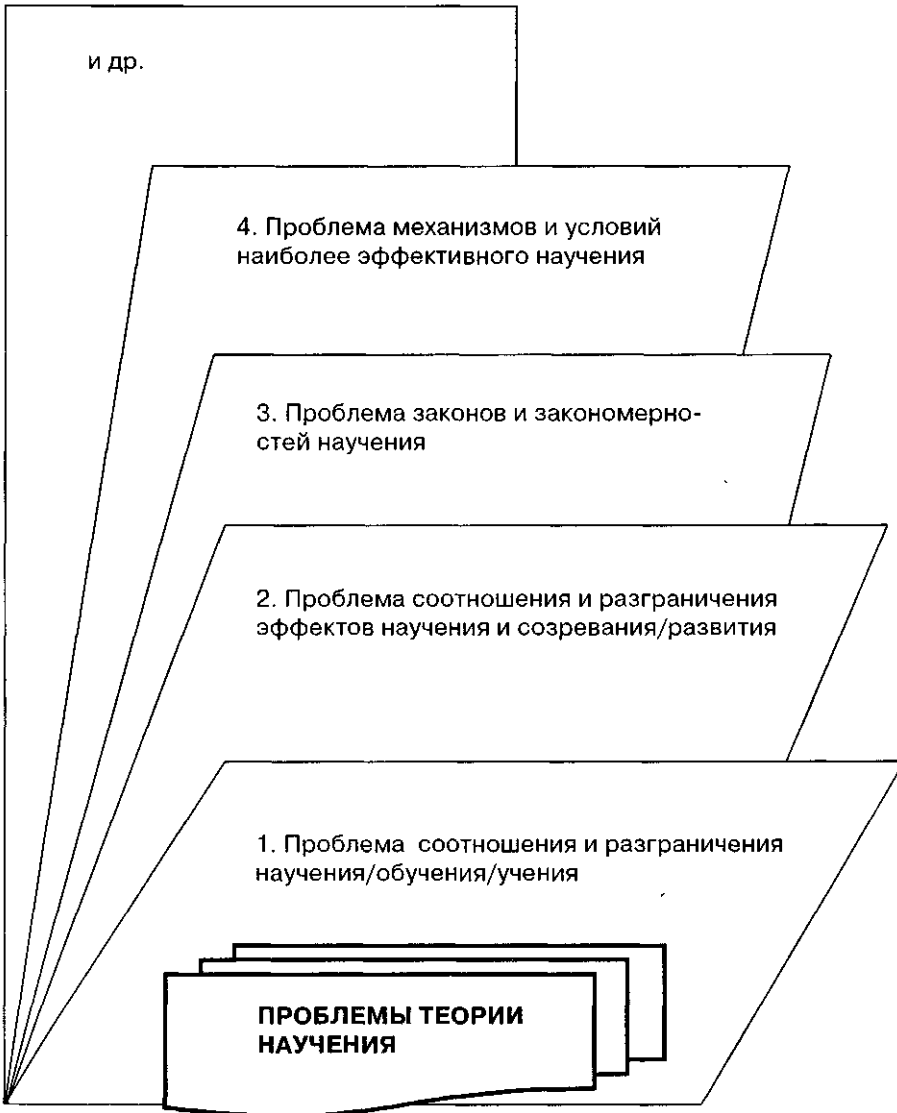 и др.
4. Проблема механизмов и условий
наиболее эффективного научения
3. Проблема законов и закономерно-
стей научения
2. Проблема соотношения и разграничения
эффектов научения и созревания/развития
1. Проблема соотношения и разграничения
научения/обучения/учения
ПРОБЛЕМЫ ТЕОРИИ
НАУЧЕНИЯ